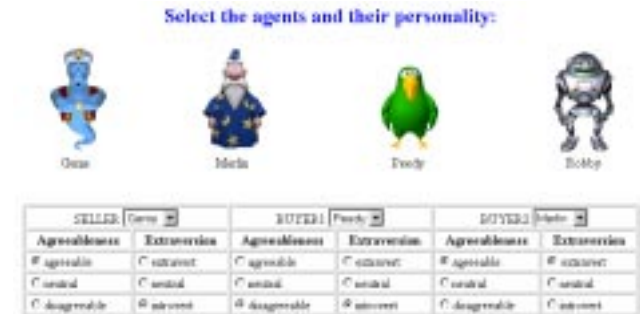 Select the agents and their personality:
Genie Merlin Peedy Robby
SELLER Genie BUYER1 Peedy BUYER2 Merlin
Agreeableness Extraversion Agreeableness Extraversion Agreeableness Extraversion
agreeable extravert agreeable extravert agreeable extravert
neutral neutral neutral neutral neutral neutral
disagreeable introvert disagreeable introvert disagreeable introvert